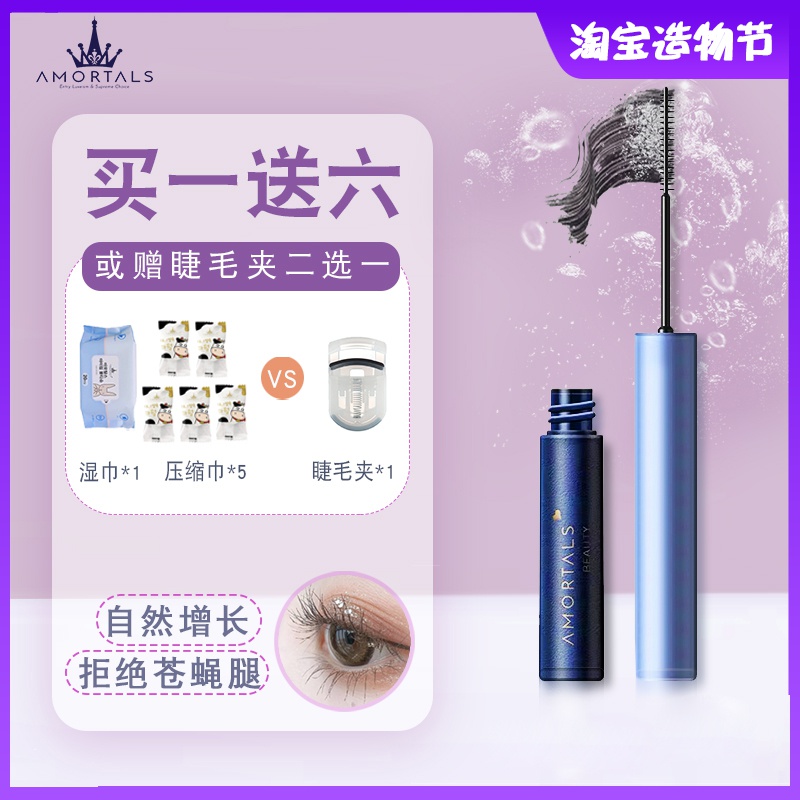 AMORTALS
淘宝造物节
买一送六
或赠睫毛夹二选一
VS
湿巾*1
压缩巾*5
睫毛夹*1
自然增长
拒绝苍蝇腿
AMORTALS
BEAUTY